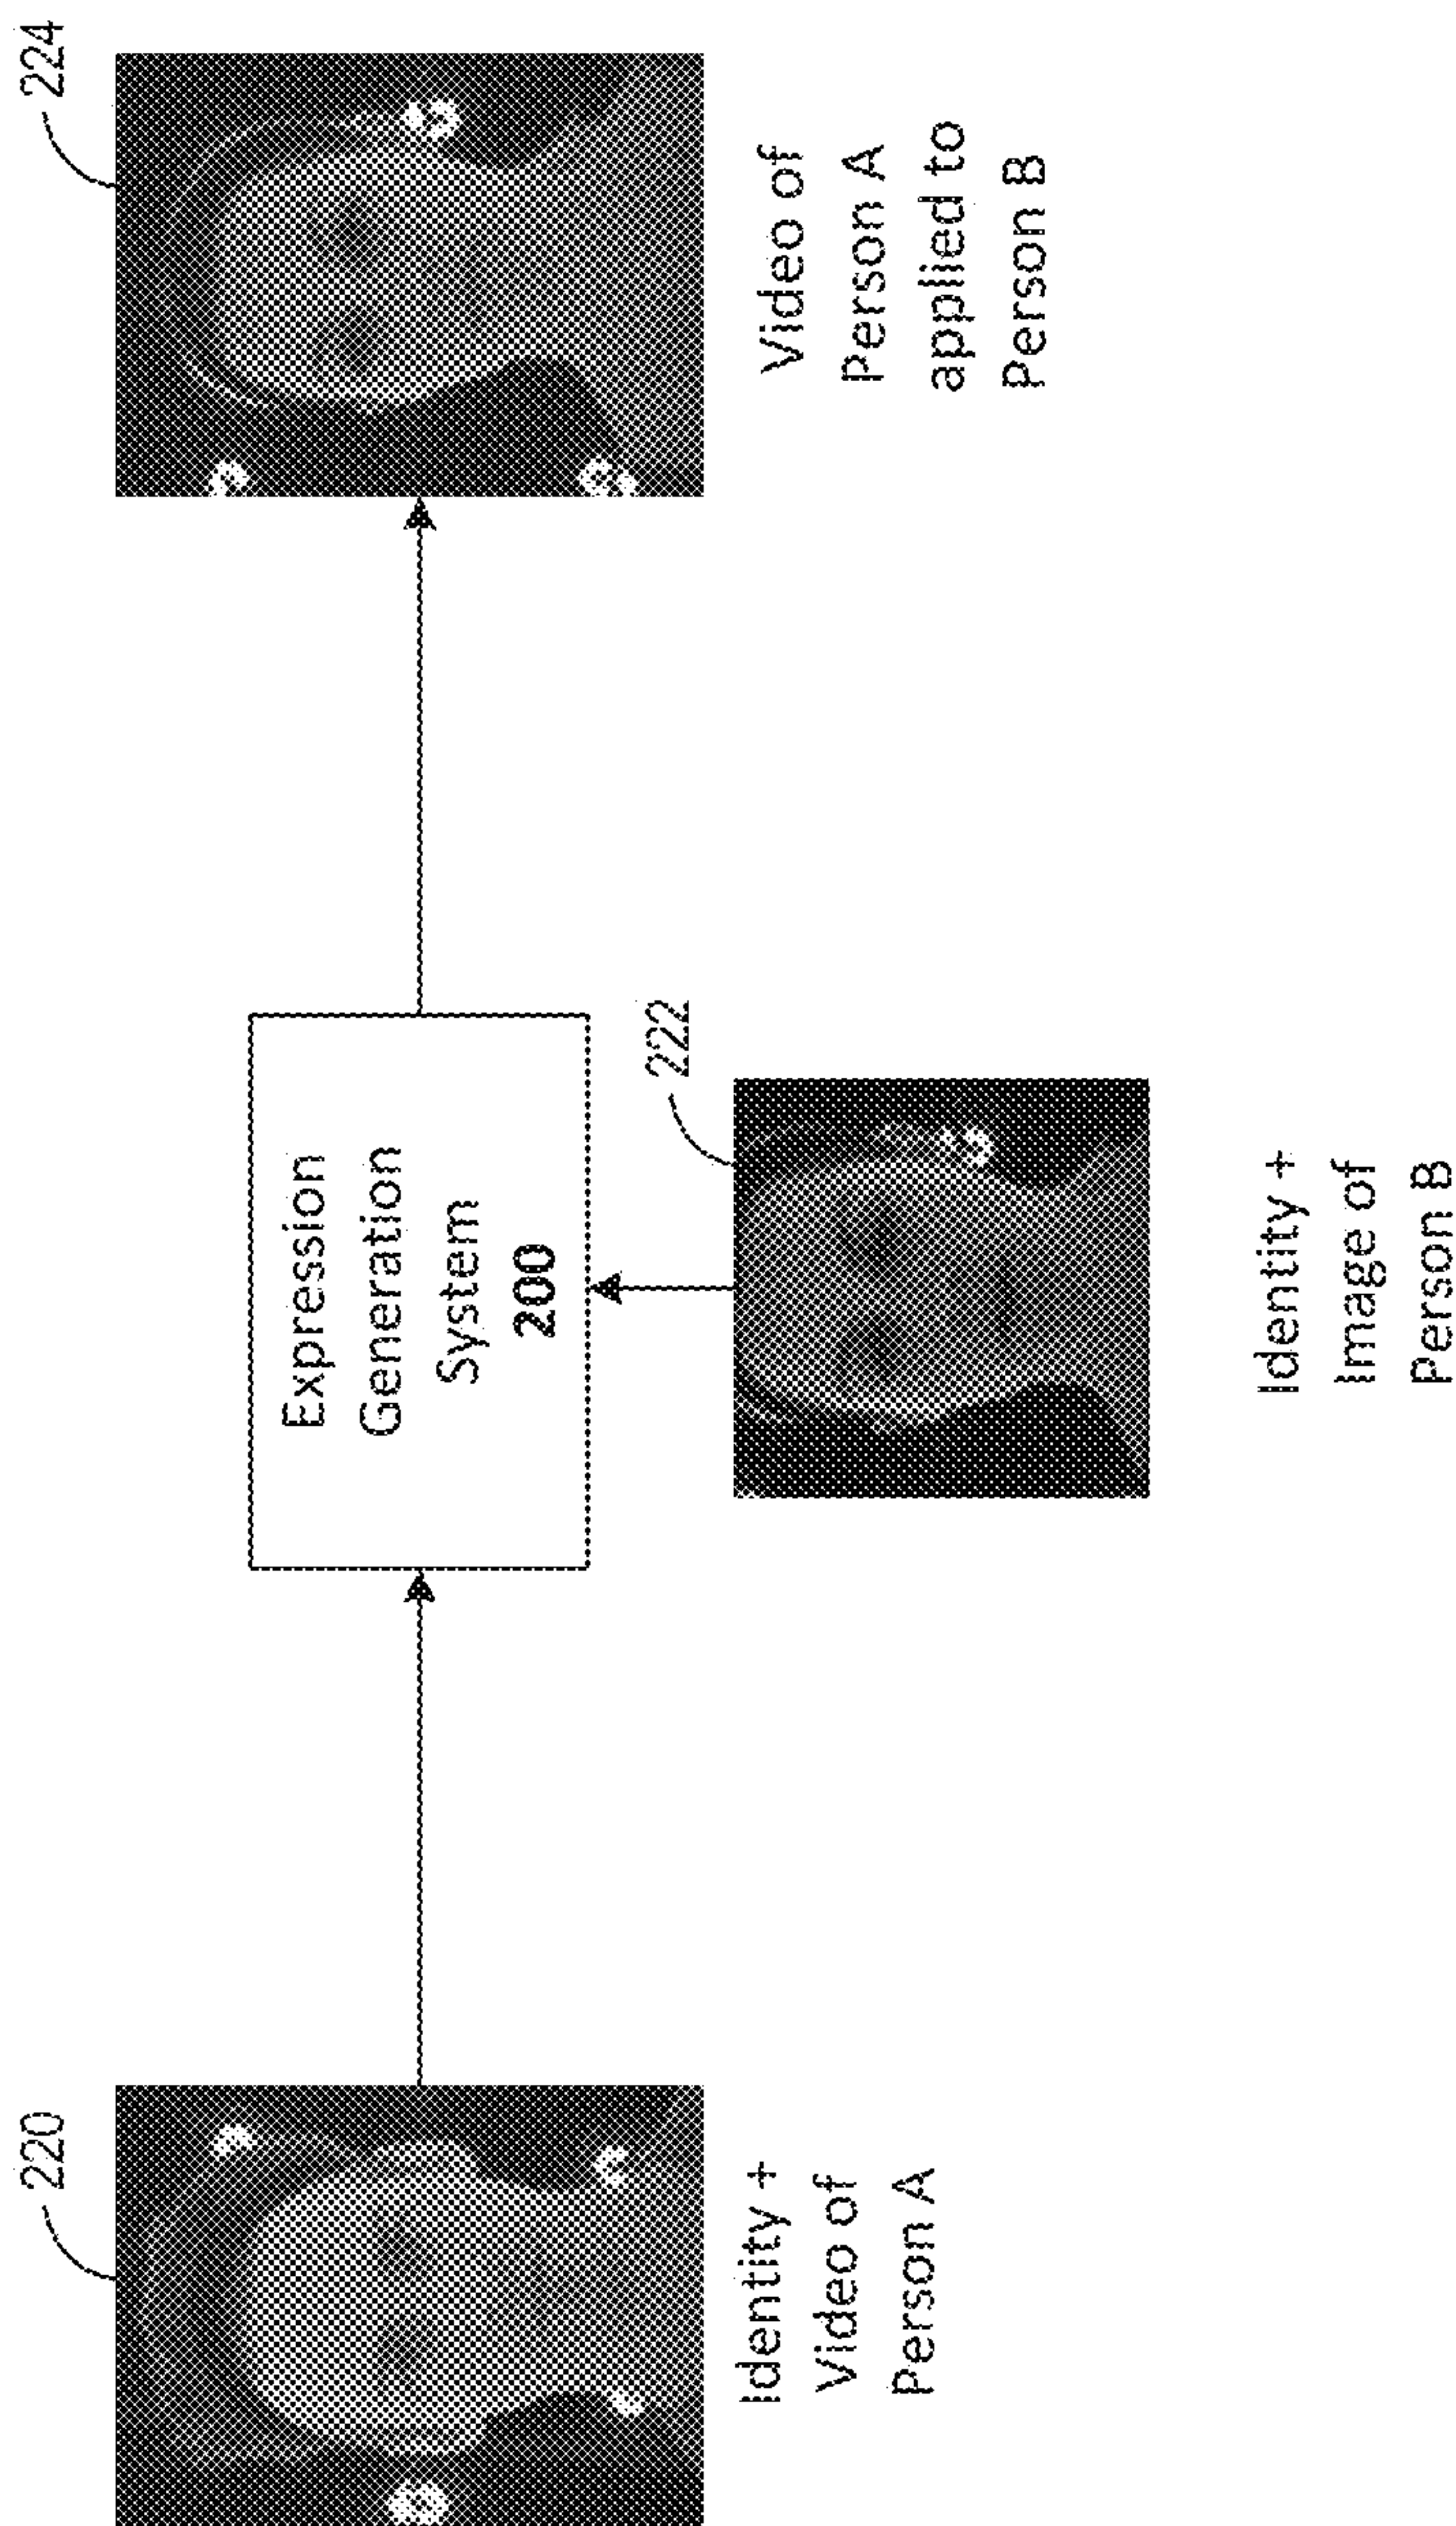 220
Identity +
Video of
Person A
Expression
Generation
System
200
222
Identity +
Image of
Person B
224
Video of
Person A
applied to
Person B